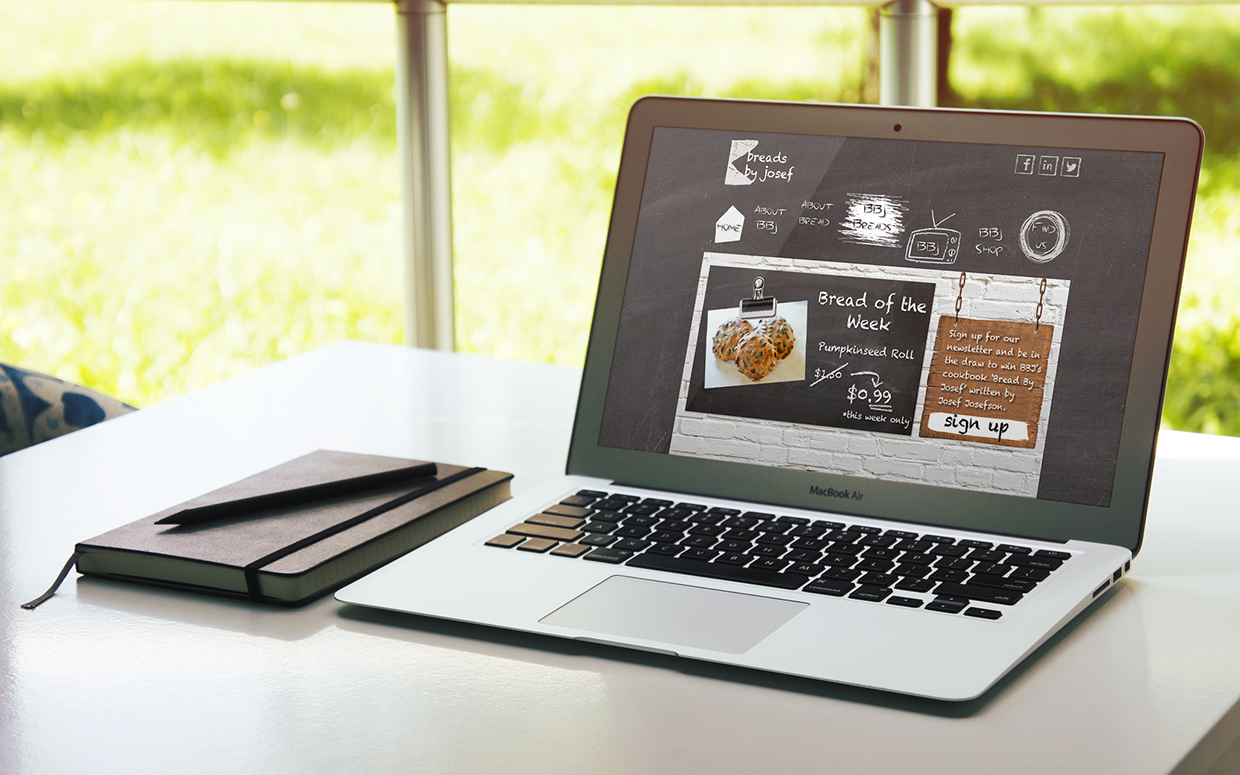 breads
by josef
f
in
HOME
ABOUT
BBJ
ABOUT
BREAD
BBJ
BREADS
BBJ
BBJ
SHOP
FIND
US
Bread of the
Week
Pumpkinseed Roll
$1.50
$0.99
*this week only
Sign up for our
newsletter and be in
the draw to win BBJ's
cookbook 'Bread By
Josef' written by
Josef Josefson.
sign up
MacBook Air